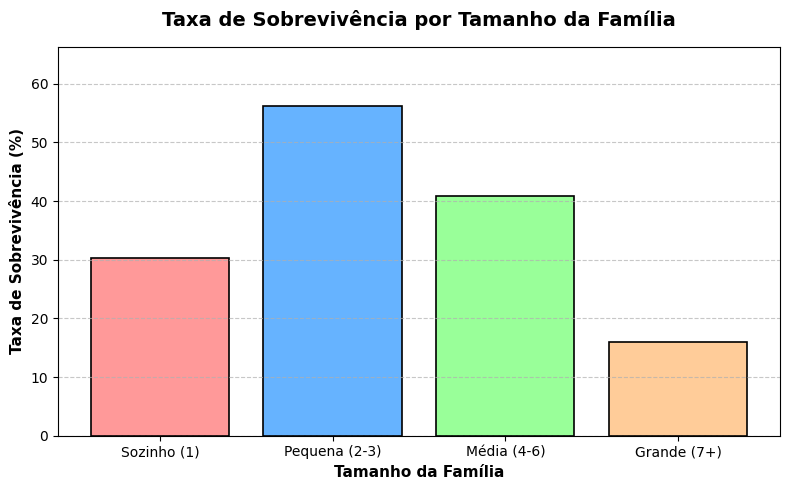 Taxa de Sobrevivência por Tamanho da Família
Taxa de Sobrevivência (%)
60
50
40
30
20
10
0
Sozinho (1)
Pequena (2-3)
Média (4-6)
Grande (7+)
Tamanho da Família